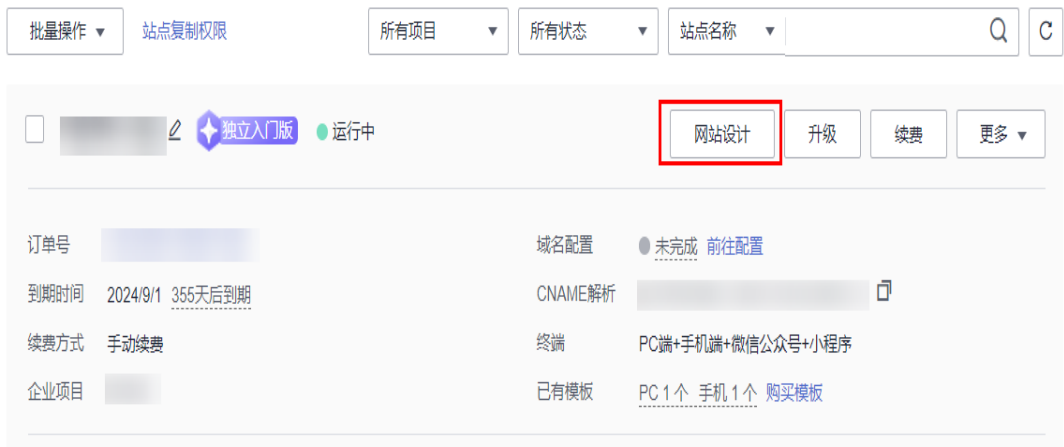 批量操作 站点复制权限 所有项目 所有状态 站点名称
独立入门版 运行中 网站设计 升级 续费 更多
订单号 域名配置 未完成 前往配置
到期时间 2024/9/1 355天后到期 CNAME解析
续费方式 手动续费 终端 PC端+手机端+微信公众号+小程序
企业项目 已有模板 PC 1 个 手机 1 个 购买模板